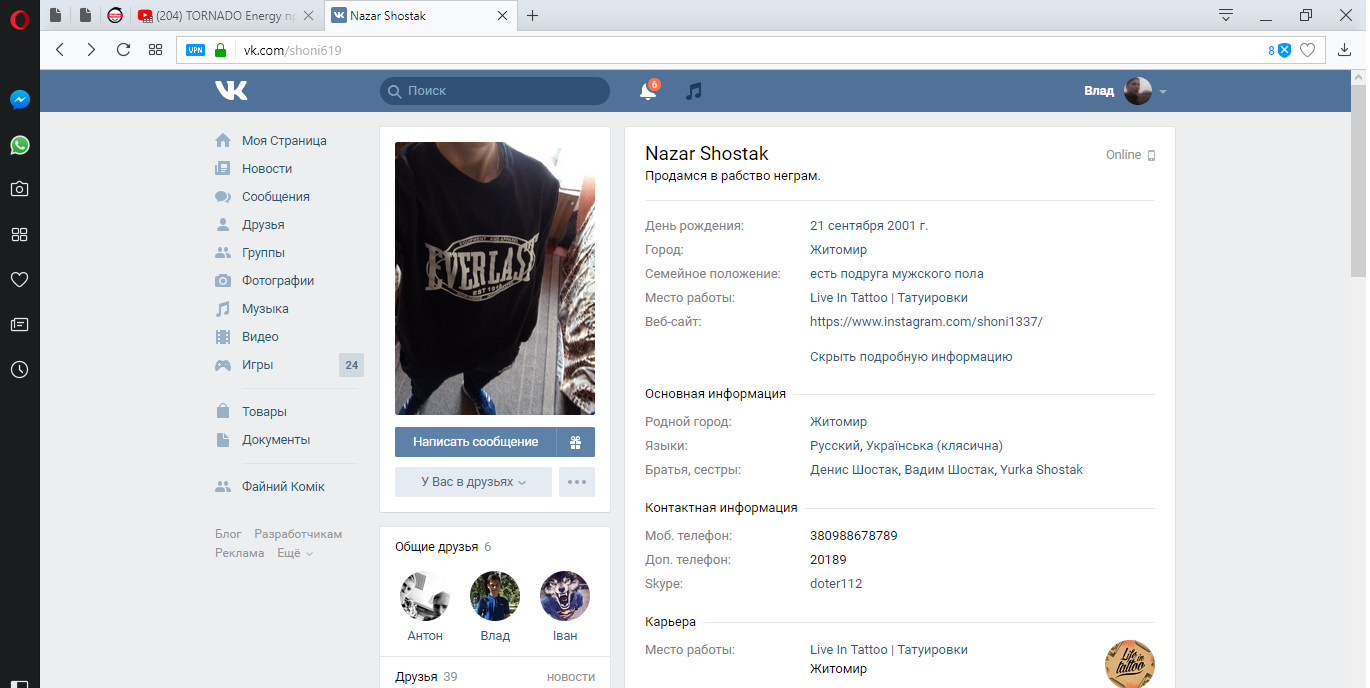 (204) TORNADO Energy п
Nazar Shostak
VPN
vk.com/shoni619
8
Поиск
6
Влад
Моя Страница
Новости
Сообщения
Друзья
Группы
Фотографии
Музыка
Видео
Игры
24
Товары
Документы
Файний Комік
Блог Разработчикам
Реклама Ещё
EVERLAST
EST.1910
Написать сообщение
У Вас в друзьях
Общие друзья 6
Антон
Влад
Іван
Друзья 39
новости
Nazar Shostak
Online
Продамся в рабство неграм.
День рождения: 21 сентября 2001 г.
Город: Житомир
Семейное положение: есть подруга мужского пола
Место работы: Live In Tattoo | Татуировки
Веб-сайт: https://www.instagram.com/shoni1337/
Скрыть подробную информацию
Основная информация
Родной город: Житомир
Языки: Русский, Українська (клясична)
Братья, сестры: Денис Шостак, Вадим Шостак, Yurka Shostak
Контактная информация
Моб. телефон: 380988678789
Доп. телефон: 20189
Skype: doter112
Карьера
Место работы: Live In Tattoo | Татуировки
Житомир
Life in
tattoo